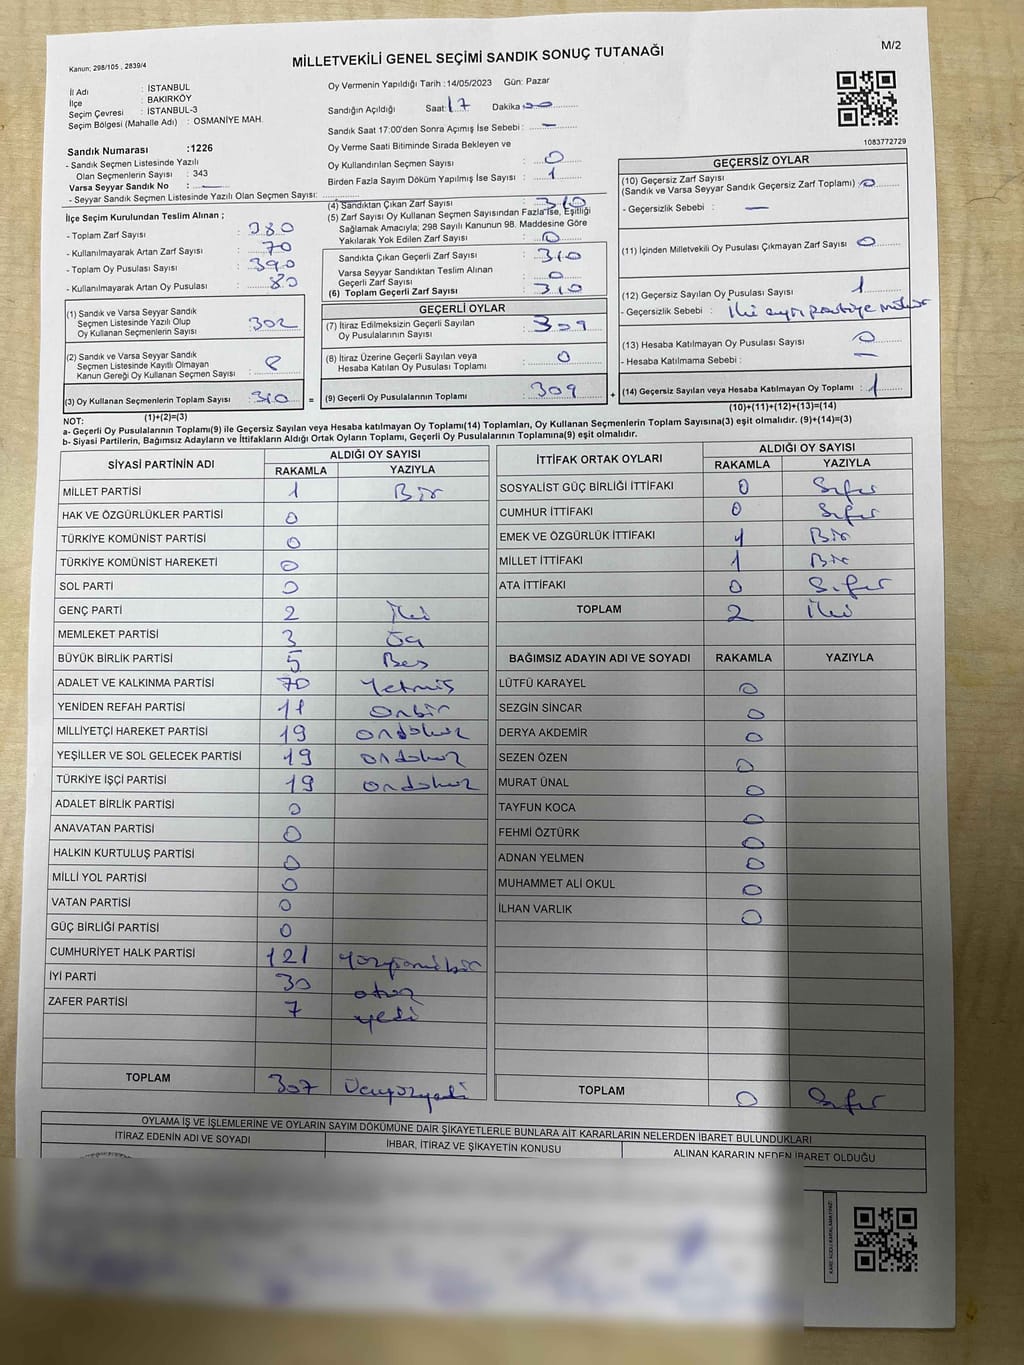 M/2
Kanun; 298/105 , 2839/4
MİLLETVEKİLİ GENEL SEÇİMİ SANDIK SONUÇ TUTANAĞI
İl Adı : İSTANBUL
İlçe : BAKIRKÖY
Seçim Çevresi : İSTANBUL-3
Seçim Bölgesi (Mahalle Adı) : OSMANİYE MAH.
Sandık Numarası :1226
- Sandık Seçmen Listesinde Yazılı
Olan Seçmenlerin Sayısı : 343
Varsa Seyyar Sandık No : —
- Seyyar Sandık Seçmen Listesinde Yazılı Olan Seçmen Sayısı:
Oy Vermenin Yapıldığı Tarih : 14/05/2023 Gün: Pazar
Sandığın Açıldığı Saat: 17 Dakika 00
Sandık Saat 17:00'den Sonra Açımış İse Sebebi : —
Oy Verme Saati Bitiminde Sırada Bekleyen ve
Oy Kullandırılan Seçmen Sayısı : 0
Birden Fazla Sayım Döküm Yapılmış İse Sayısı : 1
1083772729
İlçe Seçim Kurulundan Teslim Alınan ;
- Toplam Zarf Sayısı : 380
- Kullanılmayarak Artan Zarf Sayısı : 70
- Toplam Oy Pusulası Sayısı : 390
- Kullanılmayarak Artan Oy Pusulası : 80
(1) Sandık ve Varsa Seyyar Sandık
Seçmen Listesinde Yazılı Olup
Oy Kullanan Seçmenlerin Sayısı : 302
(2) Sandık ve Varsa Seyyar Sandık
Seçmen Listesinde Kayıtlı Olmayan
Kanun Gereği Oy Kullanan Seçmen Sayısı : 8
(3) Oy Kullanan Seçmenlerin Toplam Sayısı : 310
(1)+(2)=(3)
(4) Sandıktan Çıkan Zarf Sayısı : 310
(5) Zarf Sayısı Oy Kullanan Seçmen Sayısından Fazla İse, Eşitliği
Sağlamak Amacıyla; 298 Sayılı Kanunun 98. Maddesine Göre
Yakılarak Yok Edilen Zarf Sayısı : 0
Sandıkta Çıkan Geçerli Zarf Sayısı : 310
Varsa Seyyar Sandıktan Teslim Alınan
Geçerli Zarf Sayısı : 0
(6) Toplam Geçerli Zarf Sayısı : 310
GEÇERLİ OYLAR
(7) İtiraz Edilmeksizin Geçerli Sayılan
Oy Pusulalarının Sayısı : 309
(8) İtiraz Üzerine Geçerli Sayılan veya
Hesaba Katılan Oy Pusulası Toplamı : 0
= (9) Geçerli Oy Pusulalarının Toplamı : 309 +
GEÇERSİZ OYLAR
(10) Geçersiz Zarf Sayısı
(Sandık ve Varsa Seyyar Sandık Geçersiz Zarf Toplamı) : 0
- Geçersizlik Sebebi : —
(11) İçinden Milletvekili Oy Pusulası Çıkmayan Zarf Sayısı : 0
(12) Geçersiz Sayılan Oy Pusulası Sayısı : 1
- Geçersizlik Sebebi : İki ayrı partiye mühür
(13) Hesaba Katılmayan Oy Pusulası Sayısı : 0
- Hesaba Katılmama Sebebi : —
(14) Geçersiz Sayılan veya Hesaba Katılmayan Oy Toplamı : 1
(10)+(11)+(12)+(13)=(14)
NOT:
a- Geçerli Oy Pusulalarının Toplamı(9) ile Geçersiz Sayılan veya Hesaba katılmayan Oy Toplam(14) Toplamları, Oy Kullanan Seçmenlerin Toplam Sayısına(3) eşit olmalıdır. (9)+(14)=(3)
b- Siyasi Partilerin, Bağımsız Adayların ve İttifakların Aldığı Ortak Oyların Toplamı, Geçerli Oy Pusulalarının Toplamına(9) eşit olmalıdır.
SİYASİ PARTİNİN ADI ALDIĞI OY SAYISI
RAKAMLA YAZIYLA
MİLLET PARTİSİ 1 Bir
HAK VE ÖZGÜRLÜKLER PARTİSİ 0
TÜRKİYE KOMÜNİST PARTİSİ 0
TÜRKİYE KOMÜNİST HAREKETİ 0
SOL PARTİ 0
GENÇ PARTİ 2 İki
MEMLEKET PARTİSİ 3 Üç
BÜYÜK BİRLİK PARTİSİ 5 Beş
ADALET VE KALKINMA PARTİSİ 70 Yetmiş
YENİDEN REFAH PARTİSİ 11 Onbir
MİLLİYETÇİ HAREKET PARTİSİ 19 ondokuz
YEŞİLLER VE SOL GELECEK PARTİSİ 19 ondokuz
TÜRKİYE İŞÇİ PARTİSİ 19 ondokuz
ADALET BİRLİK PARTİSİ 0
ANAVATAN PARTİSİ 0
HALKIN KURTULUŞ PARTİSİ 0
MİLLİ YOL PARTİSİ 0
VATAN PARTİSİ 0
GÜÇ BİRLİĞİ PARTİSİ 0
CUMHURİYET HALK PARTİSİ 121 yüzyirmibir
İYİ PARTİ 30 otuz
ZAFER PARTİSİ 7 yedi
TOPLAM 307 Üçyüzyedi
İTTİFAK ORTAK OYLARI ALDIĞI OY SAYISI
RAKAMLA YAZIYLA
SOSYALİST GÜÇ BİRLİĞİ İTTİFAKI 0 Sıfır
CUMHUR İTTİFAKI 0 Sıfır
EMEK VE ÖZGÜRLÜK İTTİFAKI 1 Bir
MİLLET İTTİFAKI 1 Bir
ATA İTTİFAKI 0 Sıfır
TOPLAM 2 İki
BAĞIMSIZ ADAYIN ADI VE SOYADI RAKAMLA YAZIYLA
LÜTFÜ KARAYEL 0
SEZGİN SİNCAR 0
DERYA AKDEMİR 0
SEZEN ÖZEN 0
MURAT ÜNAL 0
TAYFUN KOCA 0
FEHMİ ÖZTÜRK 0
ADNAN YELMEN 0
MUHAMMET ALİ OKUL 0
İLHAN VARLIK 0
TOPLAM 0 Sıfır
OYLAMA İŞ VE İŞLEMLERİNE VE OYLARIN SAYIM DÖKÜMÜNE DAİR ŞİKAYETLERLE BUNLARA AİT KARARLARIN NELERDEN İBARET BULUNDUKLARI
İTİRAZ EDENİN ADI VE SOYADI İHBAR, İTİRAZ VE ŞİKAYETİN KONUSU ALINAN KARARIN NEDEN İBARET OLDUĞU